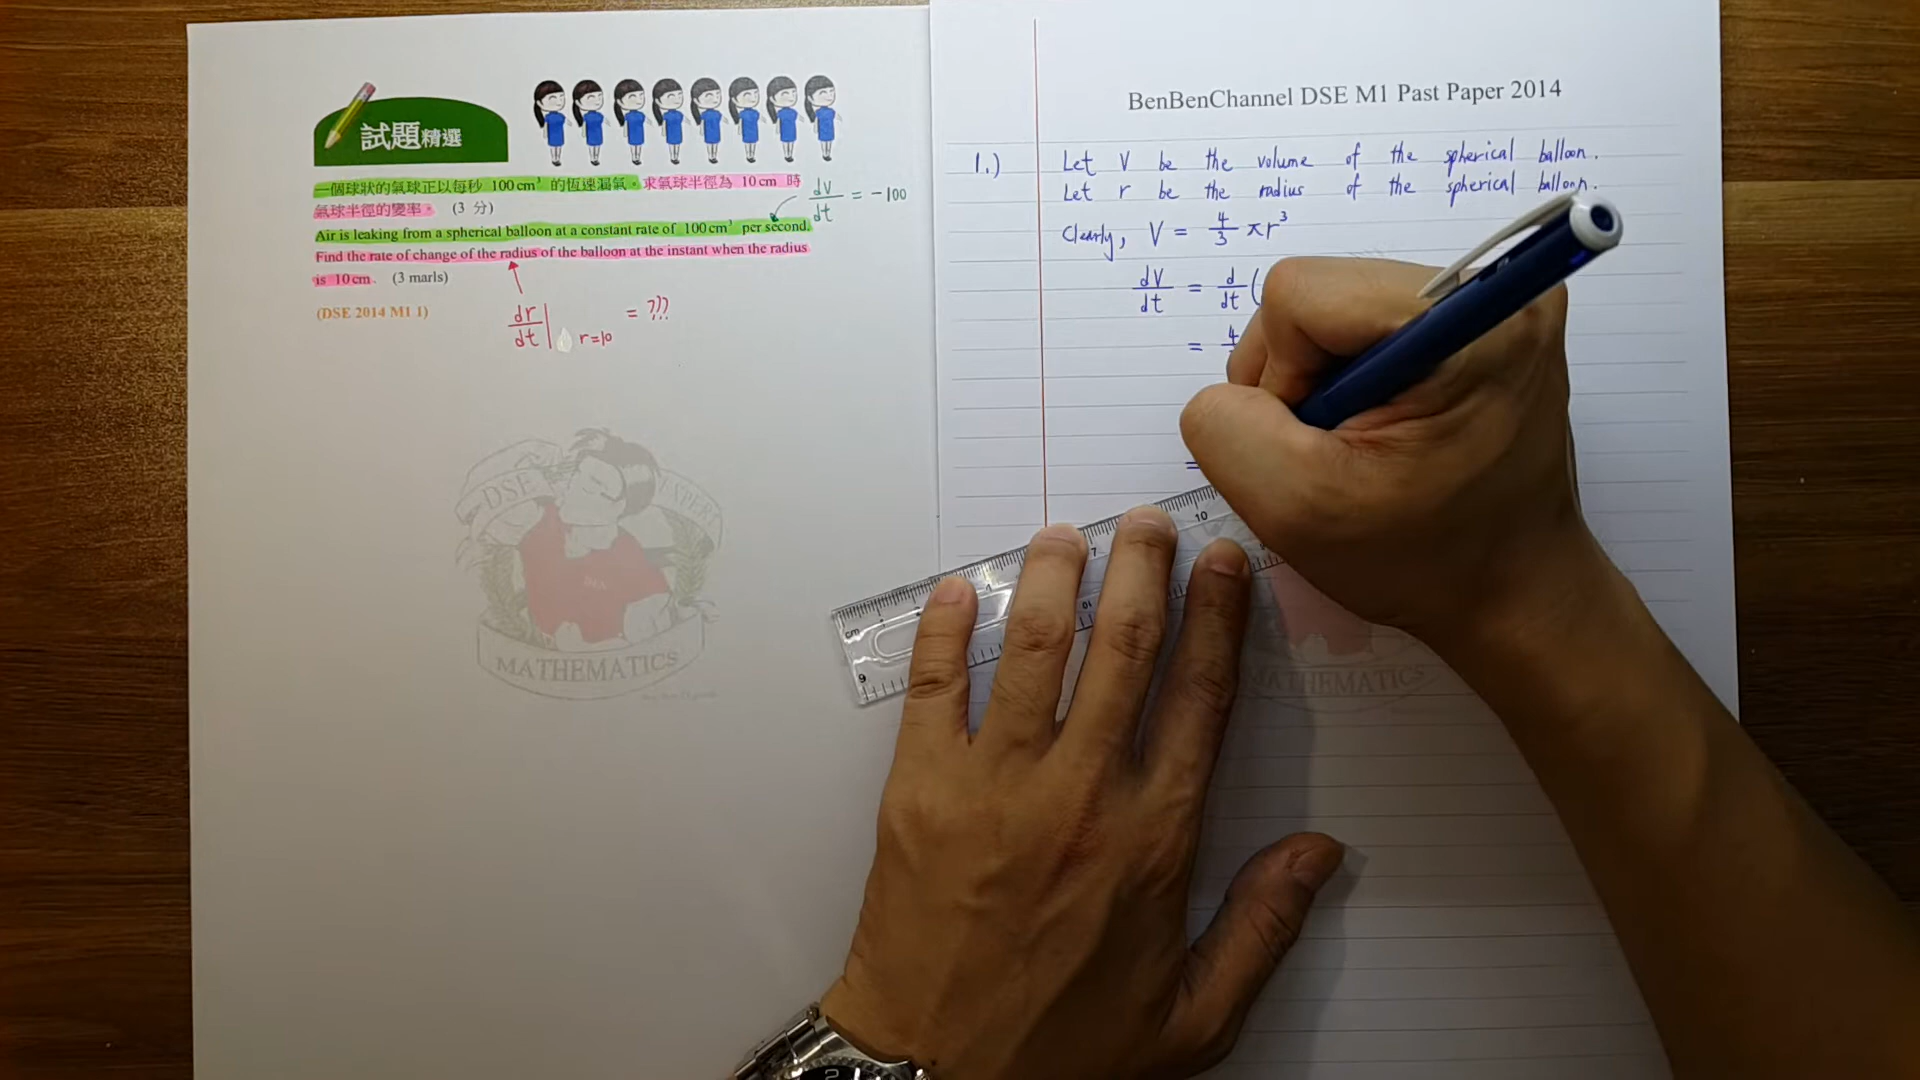 試題精選
一個球狀的氣球正以每秒 100 cm³ 的恆速漏氣。求氣球半徑為 10 cm 時
氣球半徑的變率。 (3 分)
dV/dt = -100
Air is leaking from a spherical balloon at a constant rate of 100 cm³ per second.
Find the rate of change of the radius of the balloon at the instant when the radius
is 10 cm. (3 marls)
(DSE 2014 M1 1)
dr/dt | r=10 = ???
DSE EXPERT
MATHEMATICS
BenBenChannel DSE M1 Past Paper 2014
1.) Let V be the volume of the spherical balloon.
Let r be the radius of the spherical balloon.
Clearly, V = 4/3 πr³
dV/dt = d/dt (
= 4
=
cm
10
MATHEMATICS